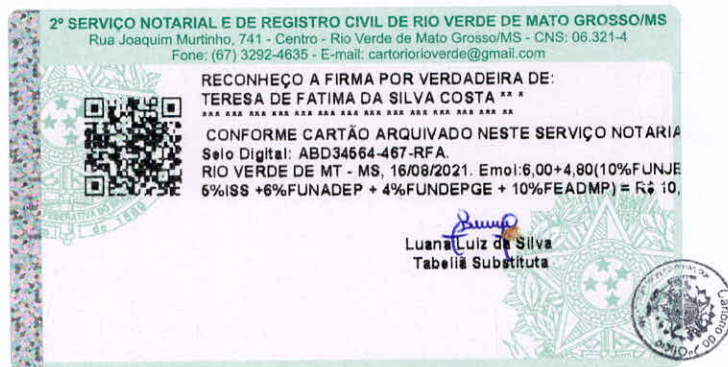 2º SERVIÇO NOTARIAL E DE REGISTRO CIVIL DE RIO VERDE DE MATO GROSSO/MS
Rua Joaquim Murtinho, 741 - Centro - Rio Verde de Mato Grosso/MS - CNS: 06.321-4
Fone: (67) 3292-4635 - E-mail: cartoriorioverde@gmail.com
RECONHEÇO A FIRMA POR VERDADEIRA DE:
TERESA DE FATIMA DA SILVA COSTA ** *
*** *** *** *** *** *** *** *** *** *** *** *** *** *** **
CONFORME CARTÃO ARQUIVADO NESTE SERVIÇO NOTARIA
Selo Digital: ABD34564-467-RFA.
RIO VERDE DE MT - MS, 16/08/2021. Emol:6,00+4,80(10%FUNJE
5%ISS +6%FUNADEP + 4%FUNDEPGE + 10%FEADMP) = R$ 10,
Luana Luiz da Silva
Tabeliã Substituta